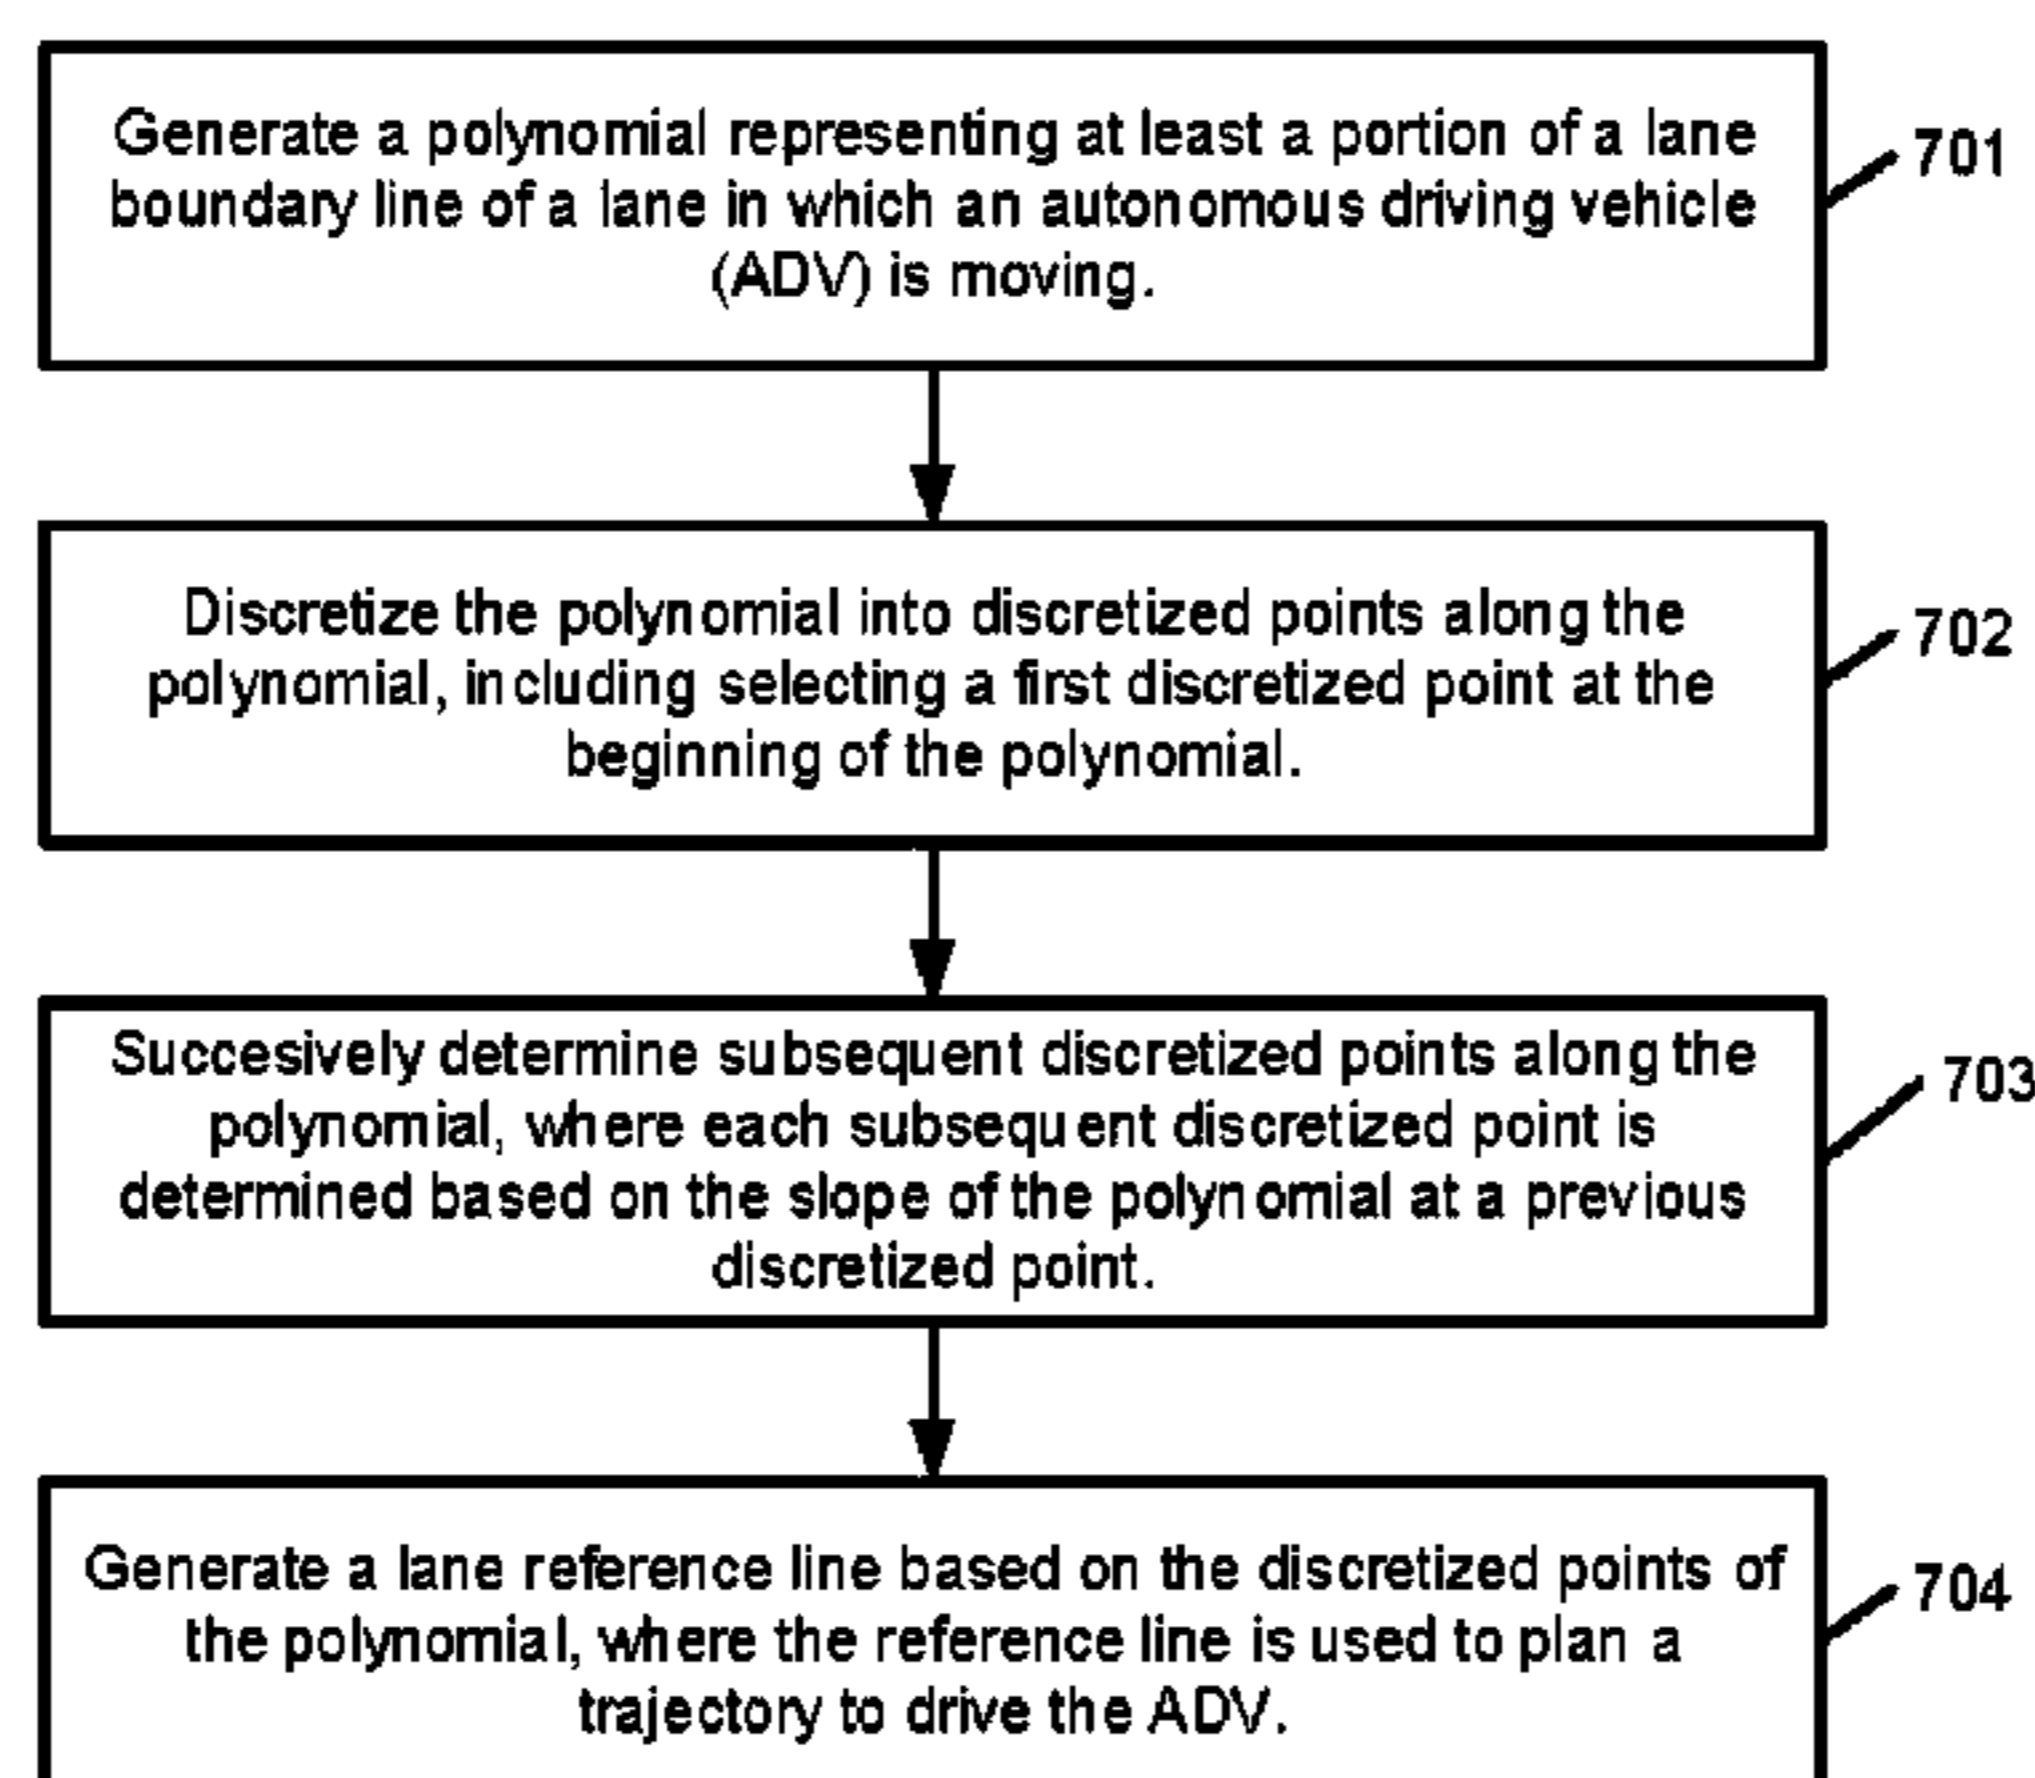 Generate a polynomial representing at least a portion of a lane
boundary line of a lane in which an autonomous driving vehicle
(ADV) is moving.
701
Discretize the polynomial into discretized points along the
polynomial, including selecting a first discretized point at the
beginning of the polynomial.
702
Succesively determine subsequent discretized points along the
polynomial, where each subsequent discretized point is
determined based on the slope of the polynomial at a previous
discretized point.
703
Generate a lane reference line based on the discretized points of
the polynomial, where the reference line is used to plan a
trajectory to drive the ADV.
704